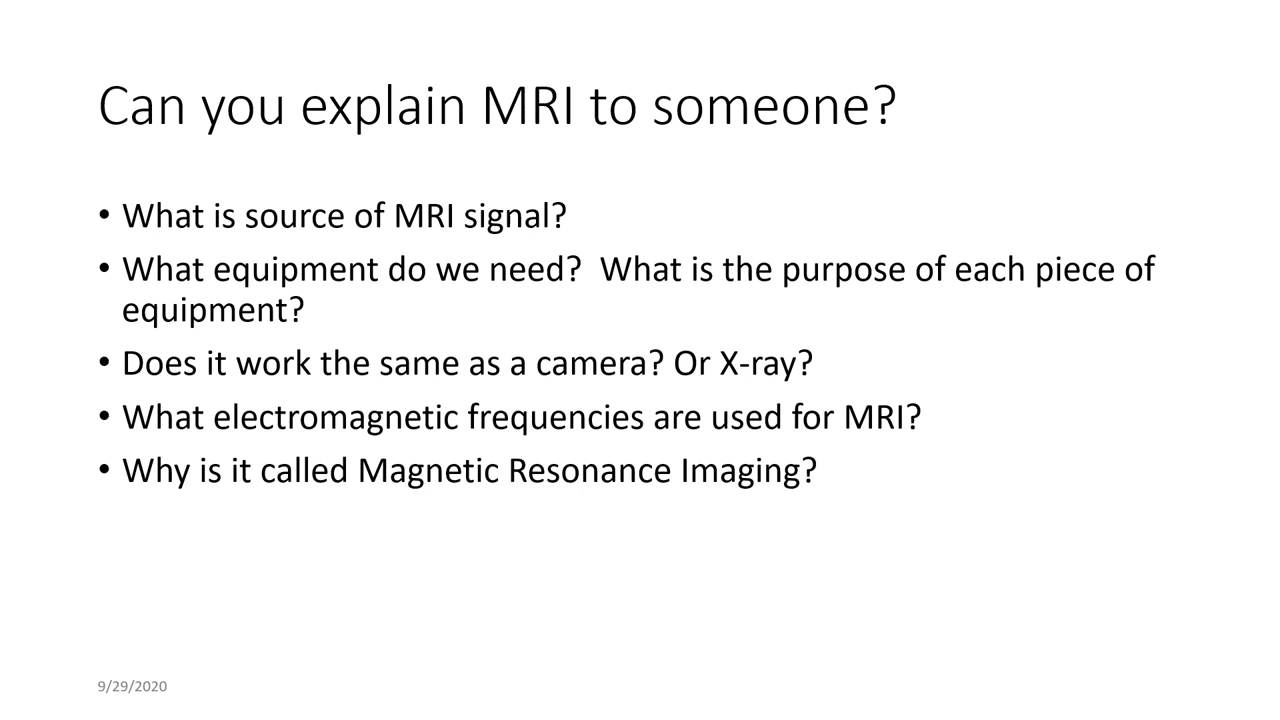 Can you explain MRI to someone?
• What is source of MRI signal?
• What equipment do we need?  What is the purpose of each piece of
equipment?
• Does it work the same as a camera? Or X-ray?
• What electromagnetic frequencies are used for MRI?
• Why is it called Magnetic Resonance Imaging?
9/29/2020